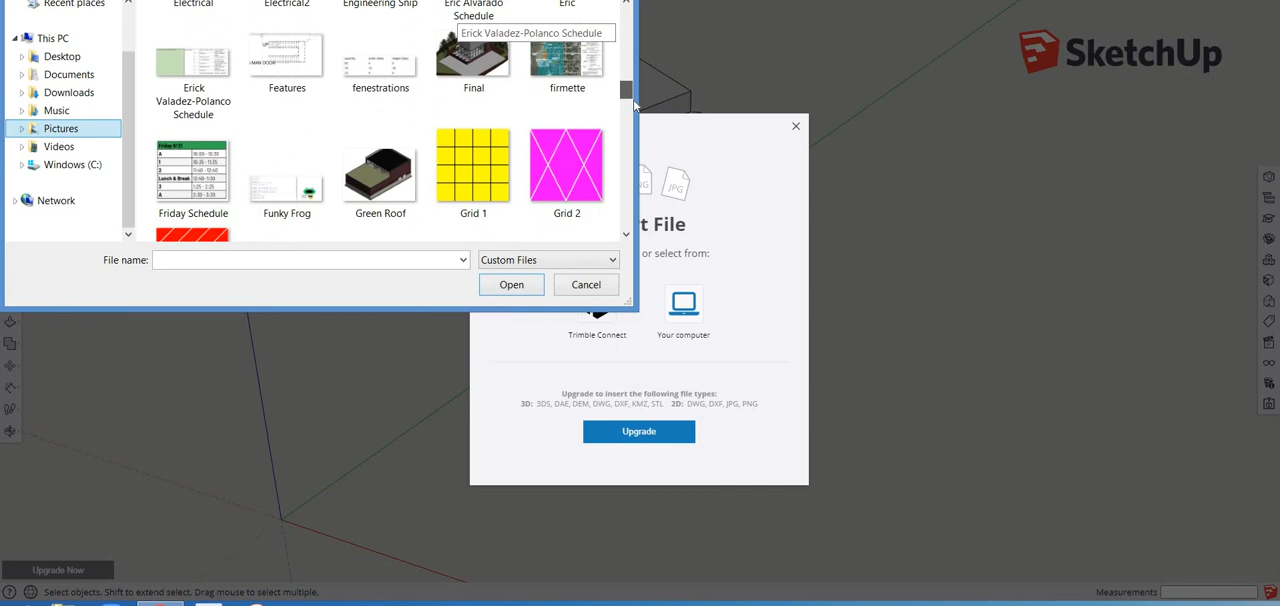 Recent places
Electrical
Electrical2
Engineering Snip
Eric Alvarado
Schedule
Eric
Erick Valadez-Polanco Schedule
SketchUp
This PC
Desktop
Documents
Downloads
Music
Pictures
Videos
Windows (C:)
Network
Erick
Valadez-Polanco
Schedule
Features
fenestrations
Final
firmette
Friday Schedule
Funky Frog
Green Roof
Grid 1
Grid 2
File name:
Custom Files
Open
Cancel
JPG
rt File
or select from:
Trimble Connect
Your computer
Upgrade to insert the following file types:
3D: 3DS, DAE, DEM, DWG, DXF, KMZ, STL 2D: DWG, DXF, JPG, PNG
Upgrade
Upgrade Now
Select objects. Shift to extend select. Drag mouse to select multiple.
Measurements